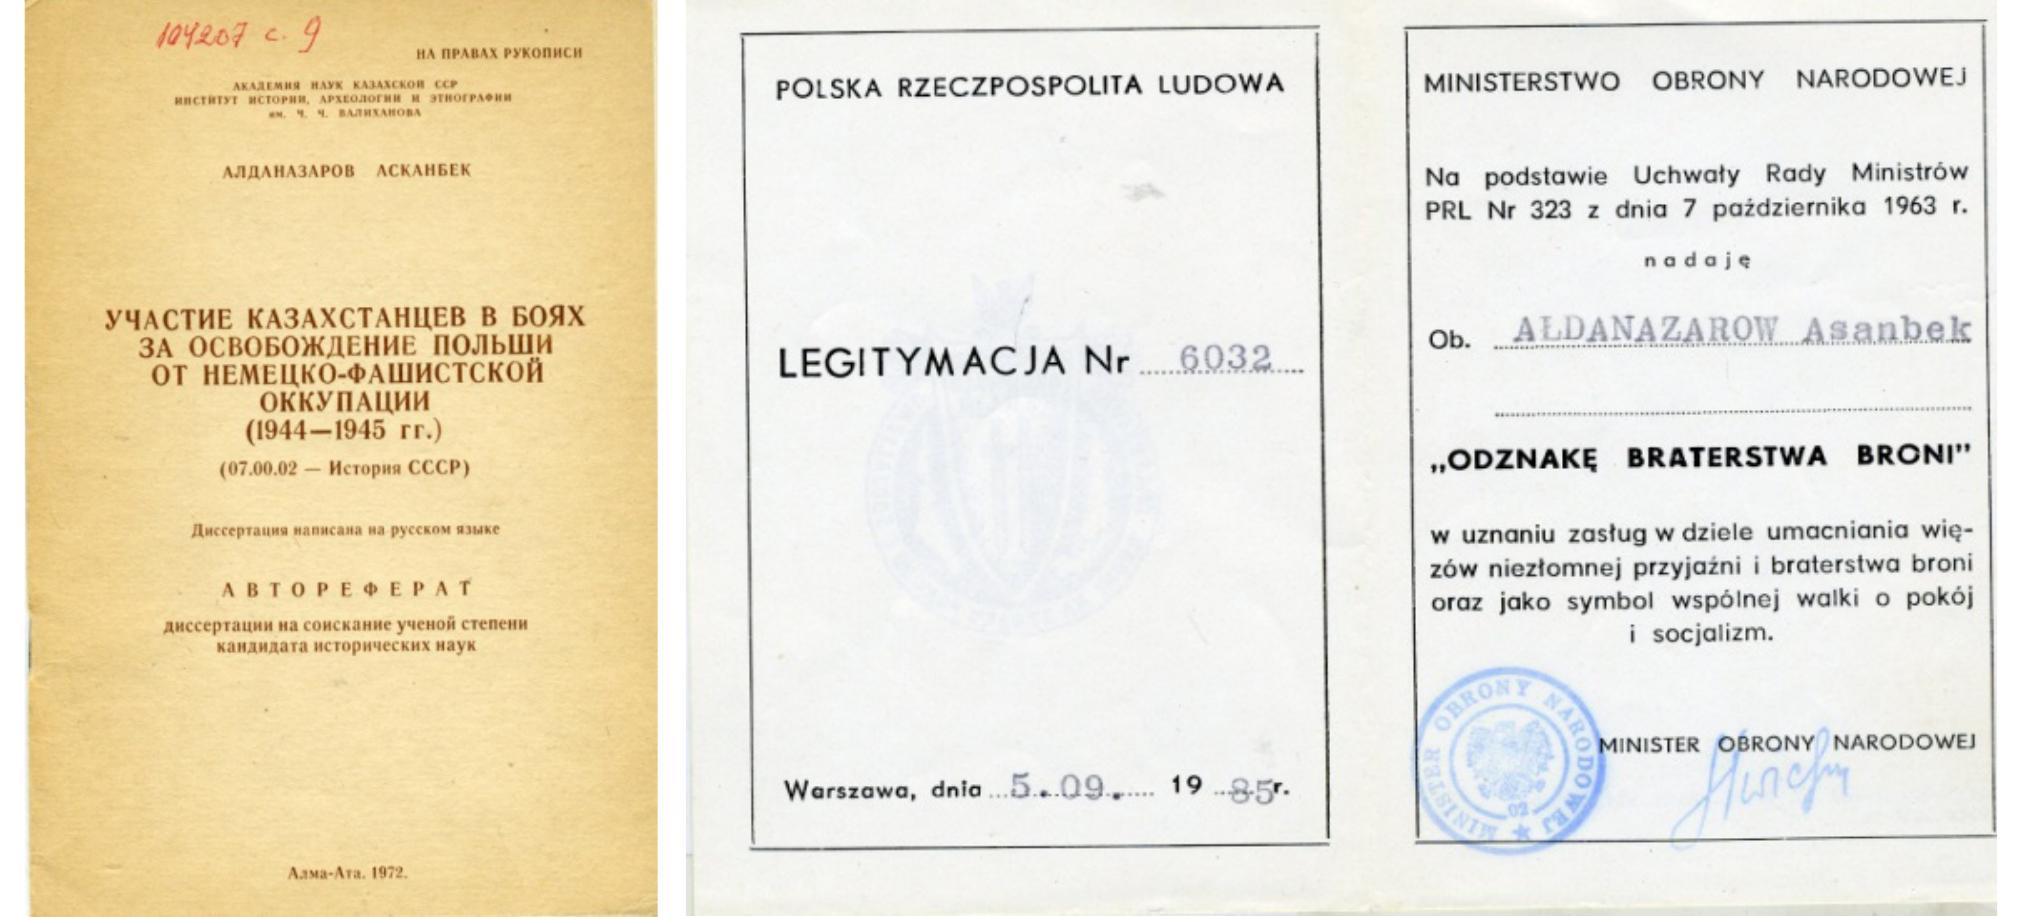 104207 с. 9
НА ПРАВАХ РУКОПИСИ
АКАДЕМИЯ НАУК КАЗАХСКОЙ ССР
ИНСТИТУТ ИСТОРИИ, АРХЕОЛОГИИ И ЭТНОГРАФИИ
им. Ч. Ч. ВАЛИХАНОВА
АЛДАНАЗАРОВ АСКАНБЕК
УЧАСТИЕ КАЗАХСТАНЦЕВ В БОЯХ
ЗА ОСВОБОЖДЕНИЕ ПОЛЬШИ
ОТ НЕМЕЦКО-ФАШИСТСКОЙ
ОККУПАЦИИ
(1944—1945 гг.)
(07.00.02 — История СССР)
Диссертация написана на русском языке
АВТОРЕФЕРАТ
диссертации на соискание ученой степени
кандидата исторических наук
Алма-Ата. 1972.
POLSKA RZECZPOSPOLITA LUDOWA
LEGITYMACJA Nr 6032
Warszawa, dnia 5.09. 19 85r.
MINISTERSTWO OBRONY NARODOWEJ
Na podstawie Uchwały Rady Ministrów
PRL Nr 323 z dnia 7 października 1963 r.
nadaję
Ob. AŁDANAZAROW Asanbek
„ODZNAKĘ BRATERSTWA BRONI"
w uznaniu zasług w dziele umacniania wię-
zów niezłomnej przyjaźni i braterstwa broni
oraz jako symbol wspólnej walki o pokój
i socjalizm.
MINISTER OBRONY NARODOWEJ
MINISTER OBRONY NARODOWEJ
02